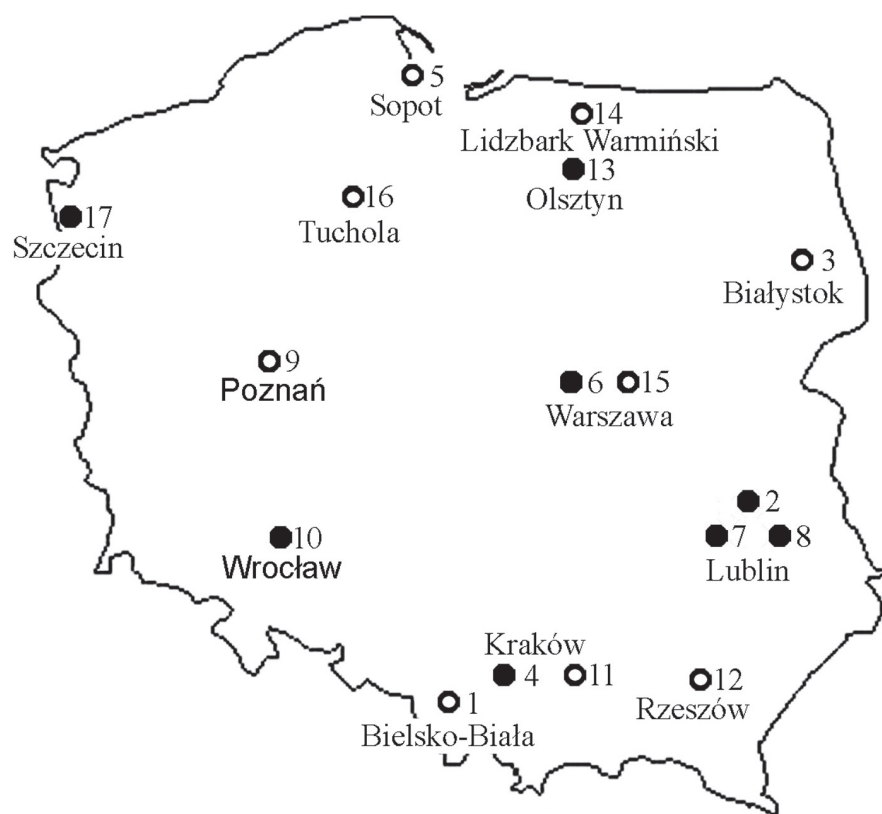 5
Sopot
14
Lidzbark Warmiński
13
Olsztyn
16
Tuchola
17
Szczecin
3
Białystok
9
Poznań
6 15
Warszawa
2
7 8
Lublin
10
Wrocław
Kraków
4 11
12
Rzeszów
1
Bielsko-Biała